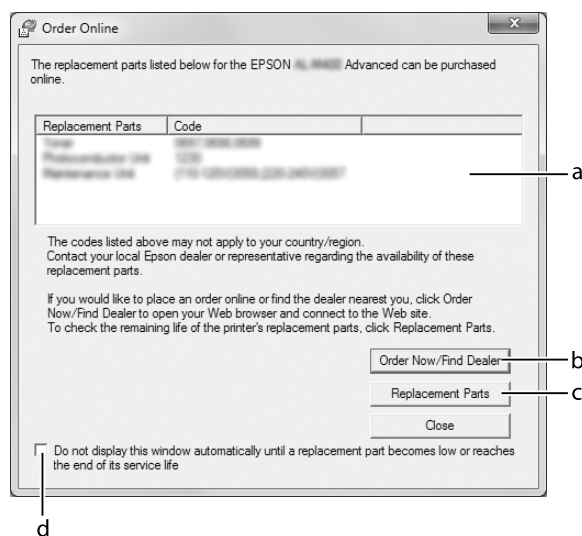 Order Online
The replacement parts listed below for the EPSON Advanced can be purchased
online.
Replacement Parts Code
a
The codes listed above may not apply to your country/region.
Contact your local Epson dealer or representative regarding the availability of these
replacement parts.
If you would like to place an order online or find the dealer nearest you, click Order
Now/Find Dealer to open your Web browser and connect to the Web site.
To check the remaining life of the printer's replacement parts, click Replacement Parts.
Order Now/Find Dealer
b
Replacement Parts
c
Close
Do not display this window automatically until a replacement part becomes low or reaches
the end of its service life
d